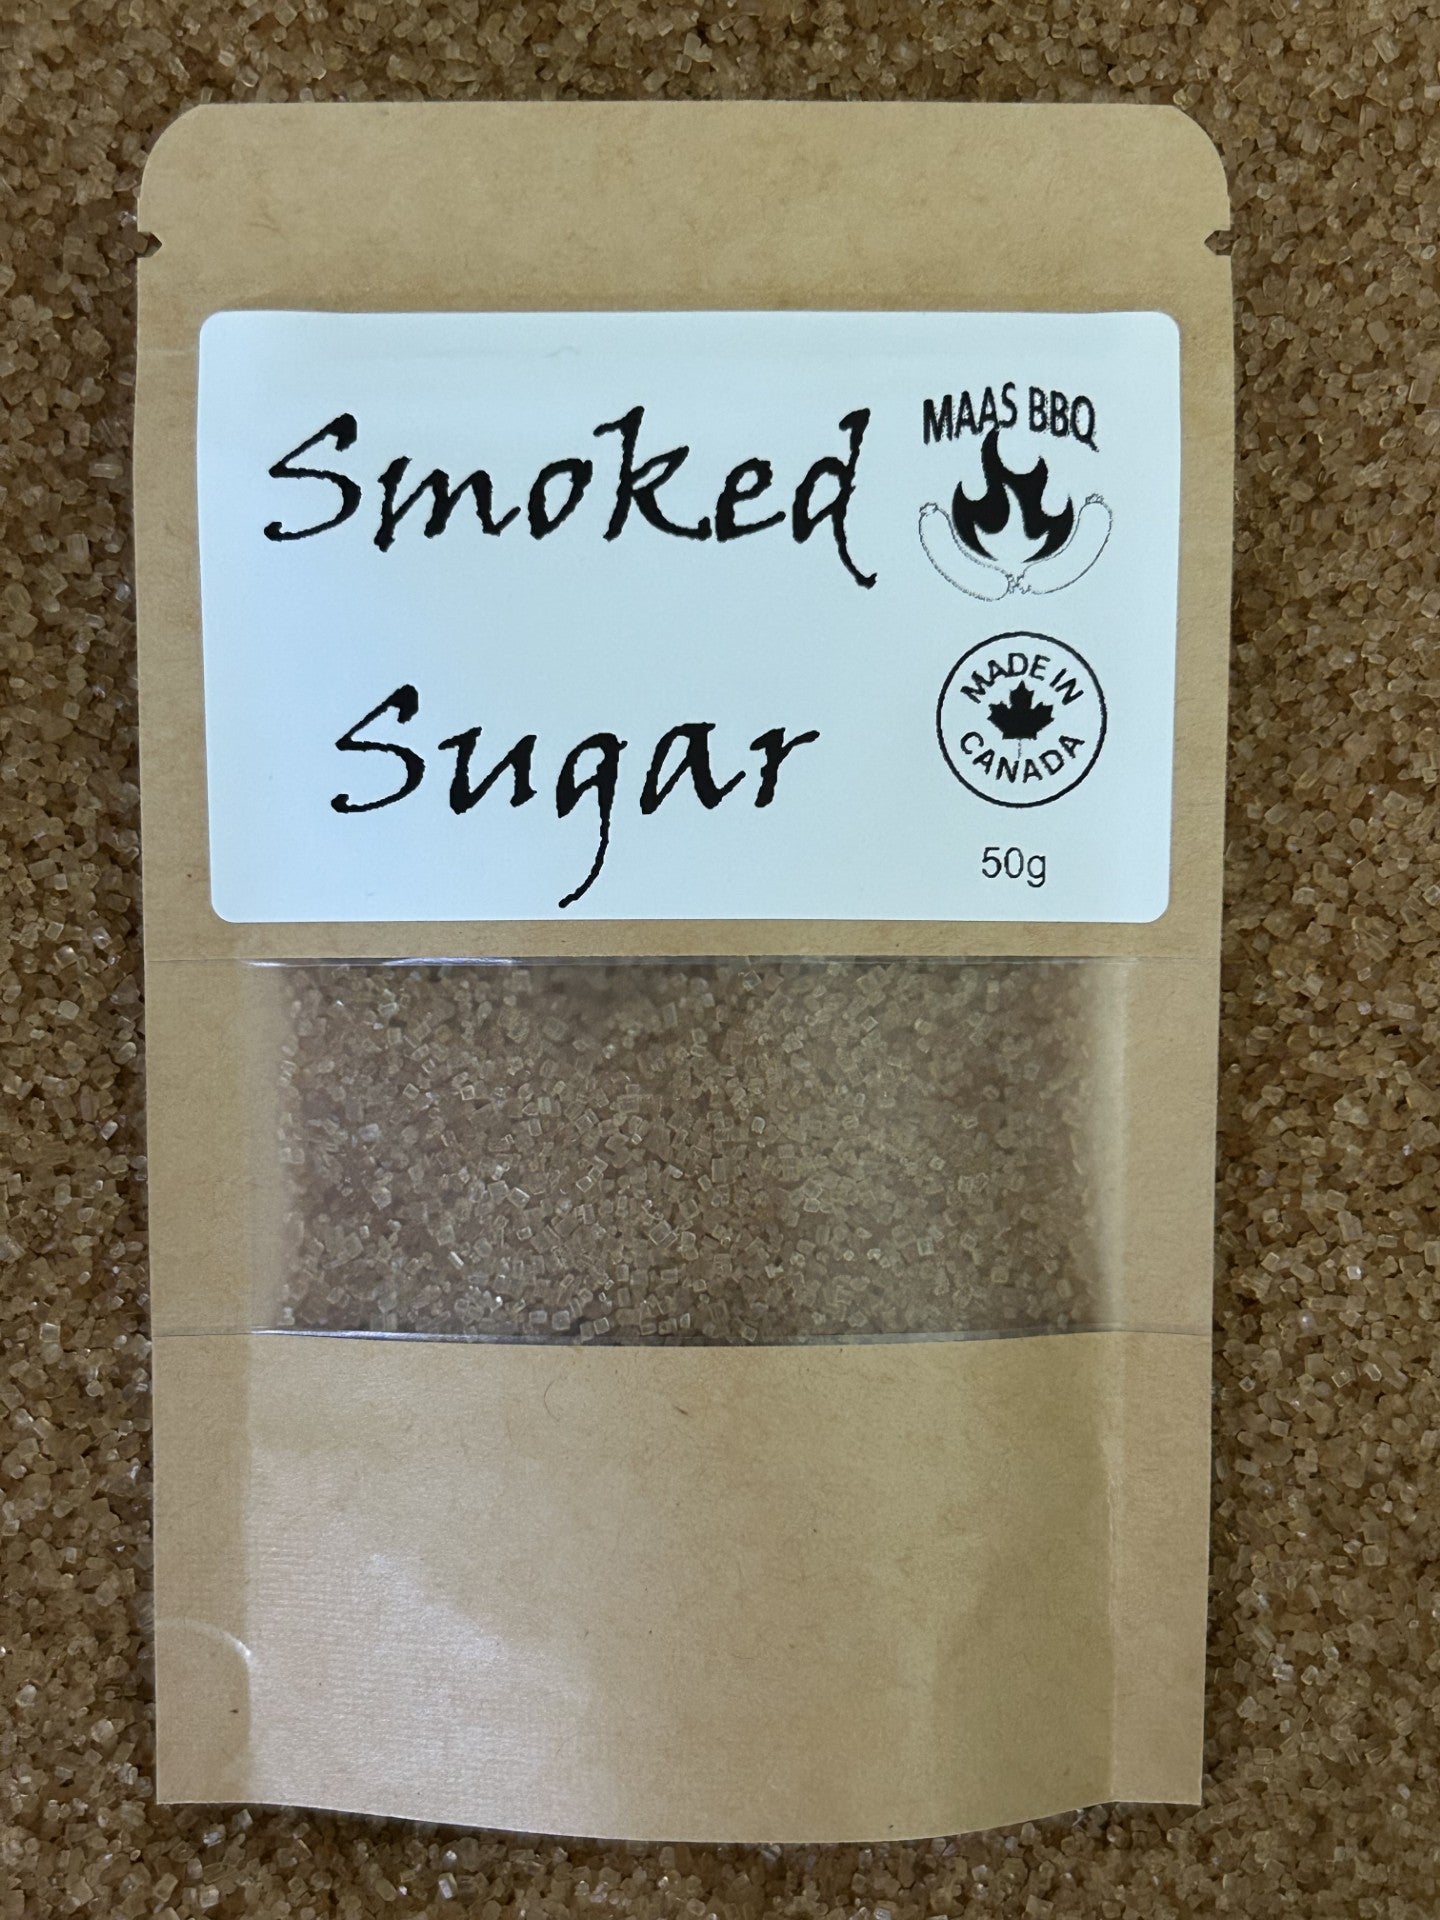 Smoked
Sugar
MAAS BBQ
MADE IN
CANADA
50g